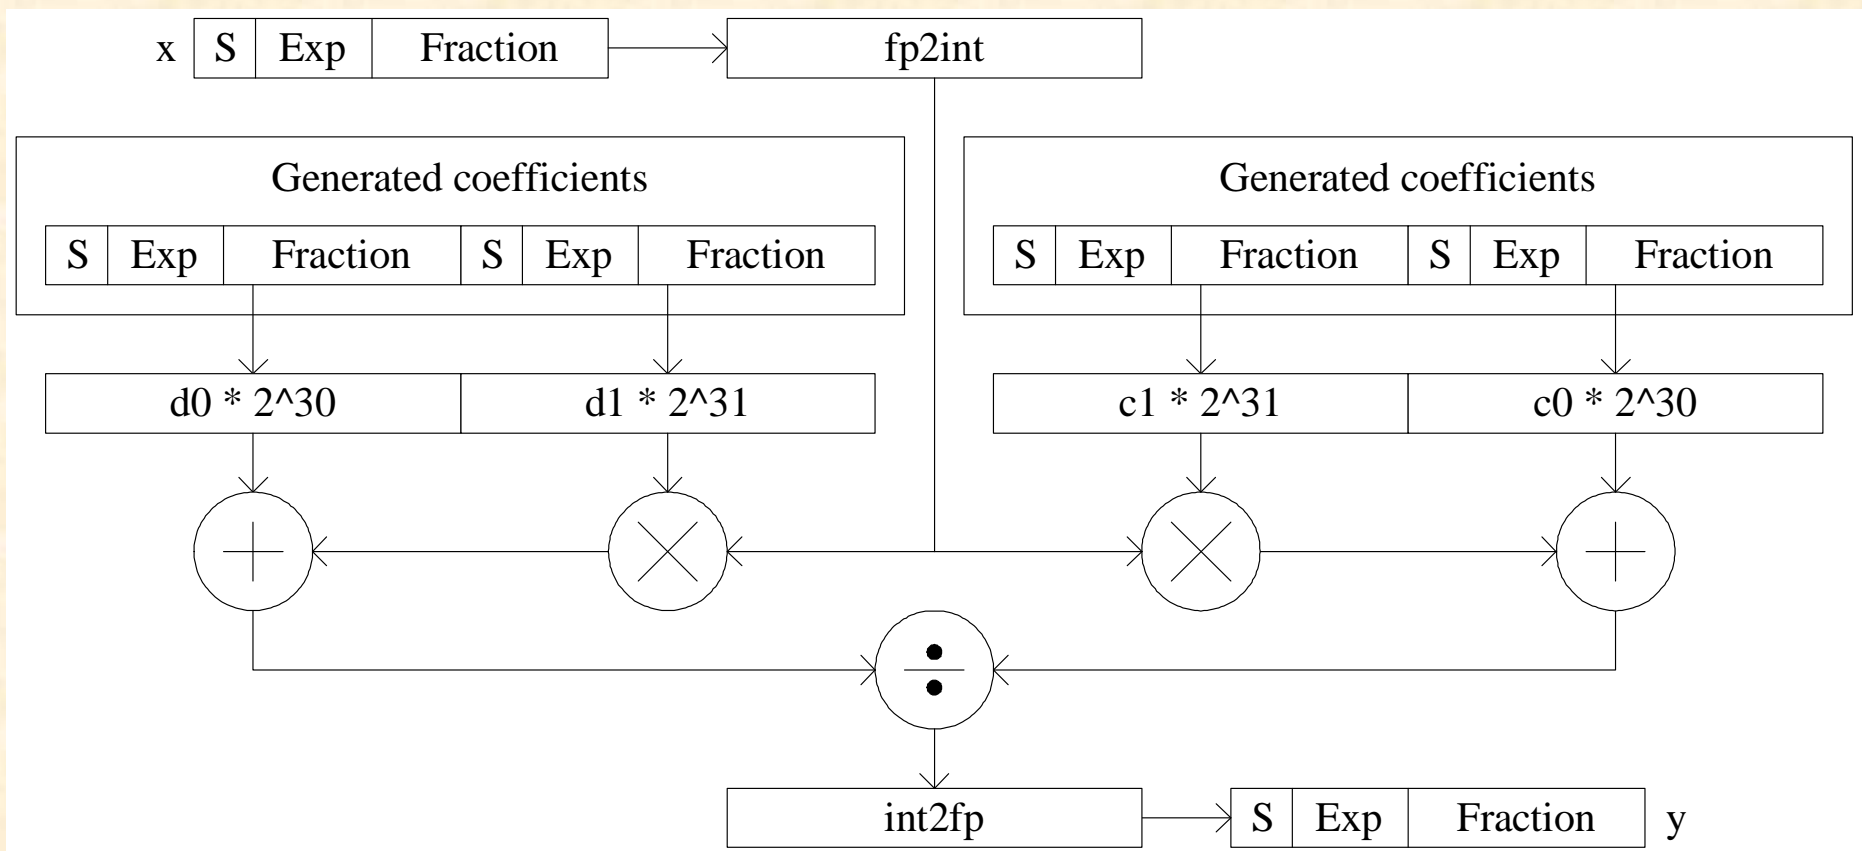 x S Exp Fraction fp2int
Generated coefficients Generated coefficients
S Exp Fraction S Exp Fraction S Exp Fraction S Exp Fraction
d0 * 2^30 d1 * 2^31 c1 * 2^31 c0 * 2^30
int2fp S Exp Fraction y